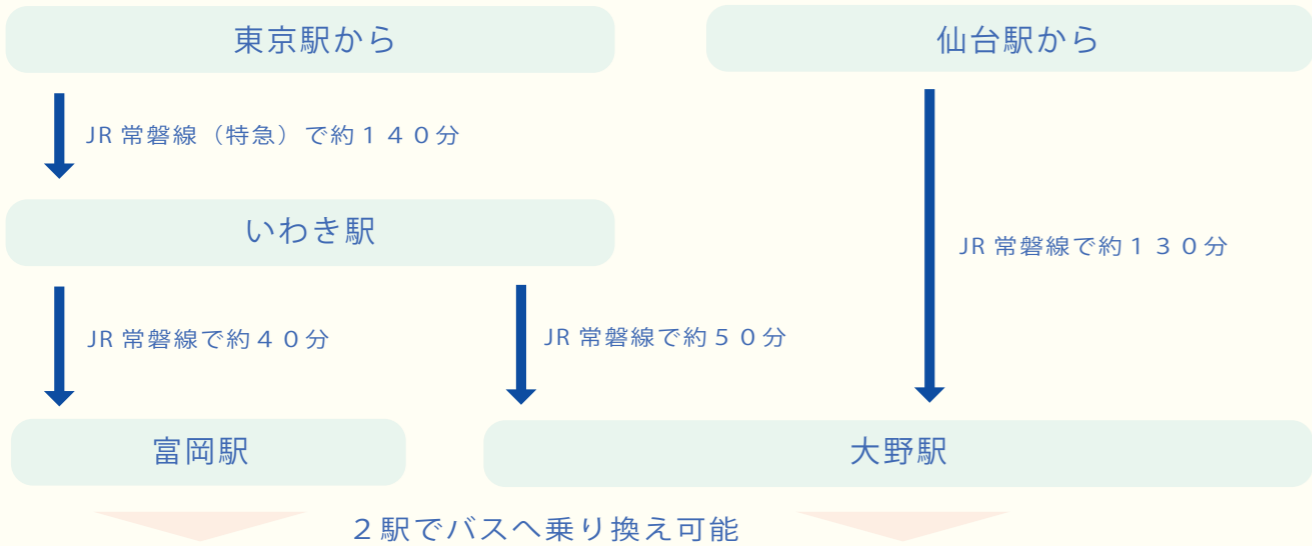 東京駅から
仙台駅から
JR 常磐線（特急）で約１４０分
いわき駅
JR 常磐線で約１３０分
JR 常磐線で約４０分
JR 常磐線で約５０分
富岡駅
大野駅
２駅でバスへ乗り換え可能